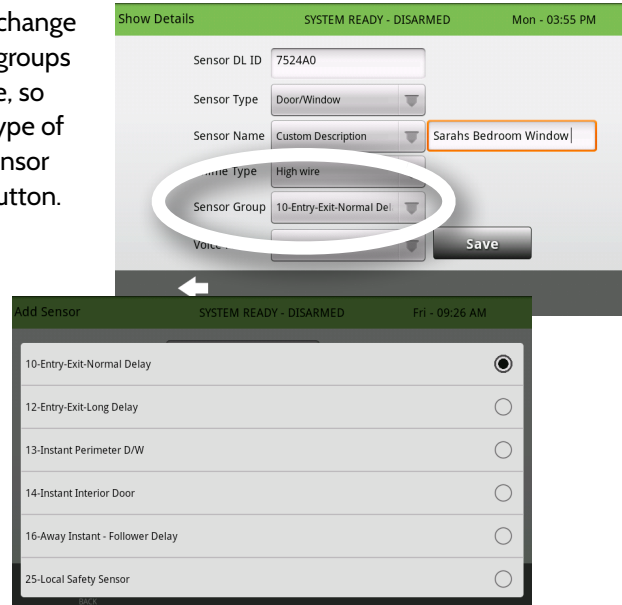 change
groups
e, so
ype of
nsor
utton.
Show Details SYSTEM READY - DISARMED Mon - 03:55 PM
Sensor DL ID 7524A0
Sensor Type Door/Window
Sensor Name Custom Description Sarahs Bedroom Window
Type High wire
Sensor Group 10-Entry-Exit-Normal Del
Voice
Save
Add Sensor SYSTEM READY - DISARMED Fri - 09:26 AM
10-Entry-Exit-Normal Delay
12-Entry-Exit-Long Delay
13-Instant Perimeter D/W
14-Instant Interior Door
16-Away Instant - Follower Delay
25-Local Safety Sensor
BACK